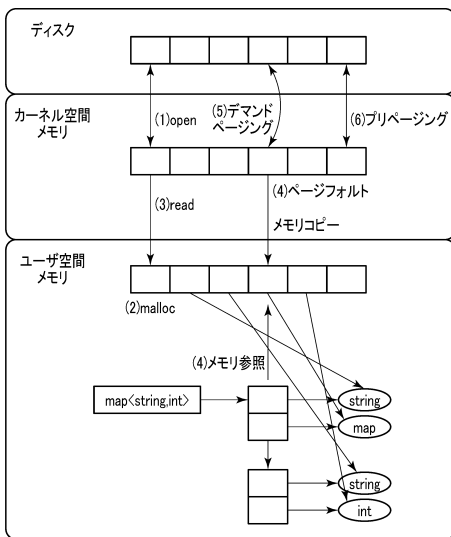 ディスク
(1)open
(5)デマンド
ページング
(6)プリページング
カーネル空間
メモリ
(3)read
(4)ページフォルト
メモリコピー
ユーザ空間
メモリ
(2)malloc
(4)メモリ参照
map<string,int>
string
map
string
int